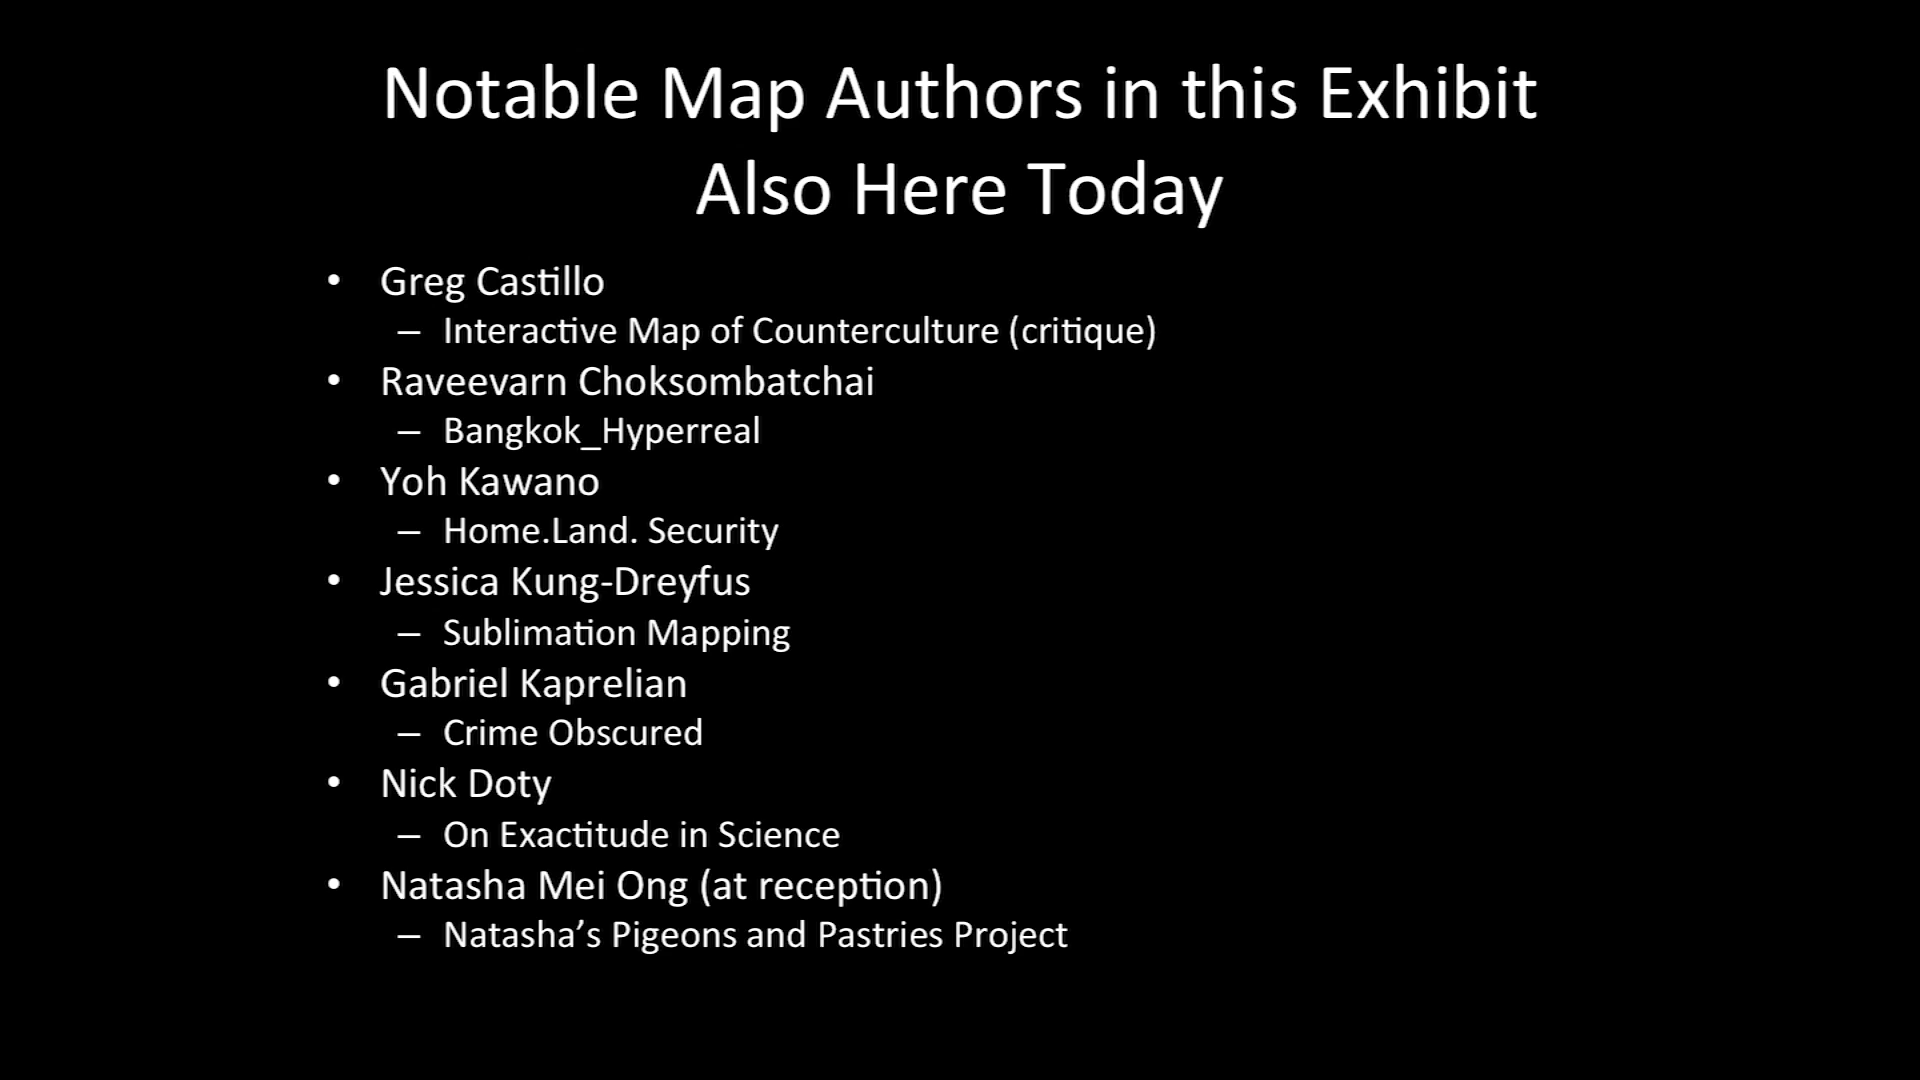 Notable Map Authors in this Exhibit
Also Here Today
• Greg Castillo
– Interactive Map of Counterculture (critique)
• Raveevarn Choksombatchai
– Bangkok_Hyperreal
• Yoh Kawano
– Home.Land. Security
• Jessica Kung-Dreyfus
– Sublimation Mapping
• Gabriel Kaprelian
– Crime Obscured
• Nick Doty
– On Exactitude in Science
• Natasha Mei Ong (at reception)
– Natasha’s Pigeons and Pastries Project